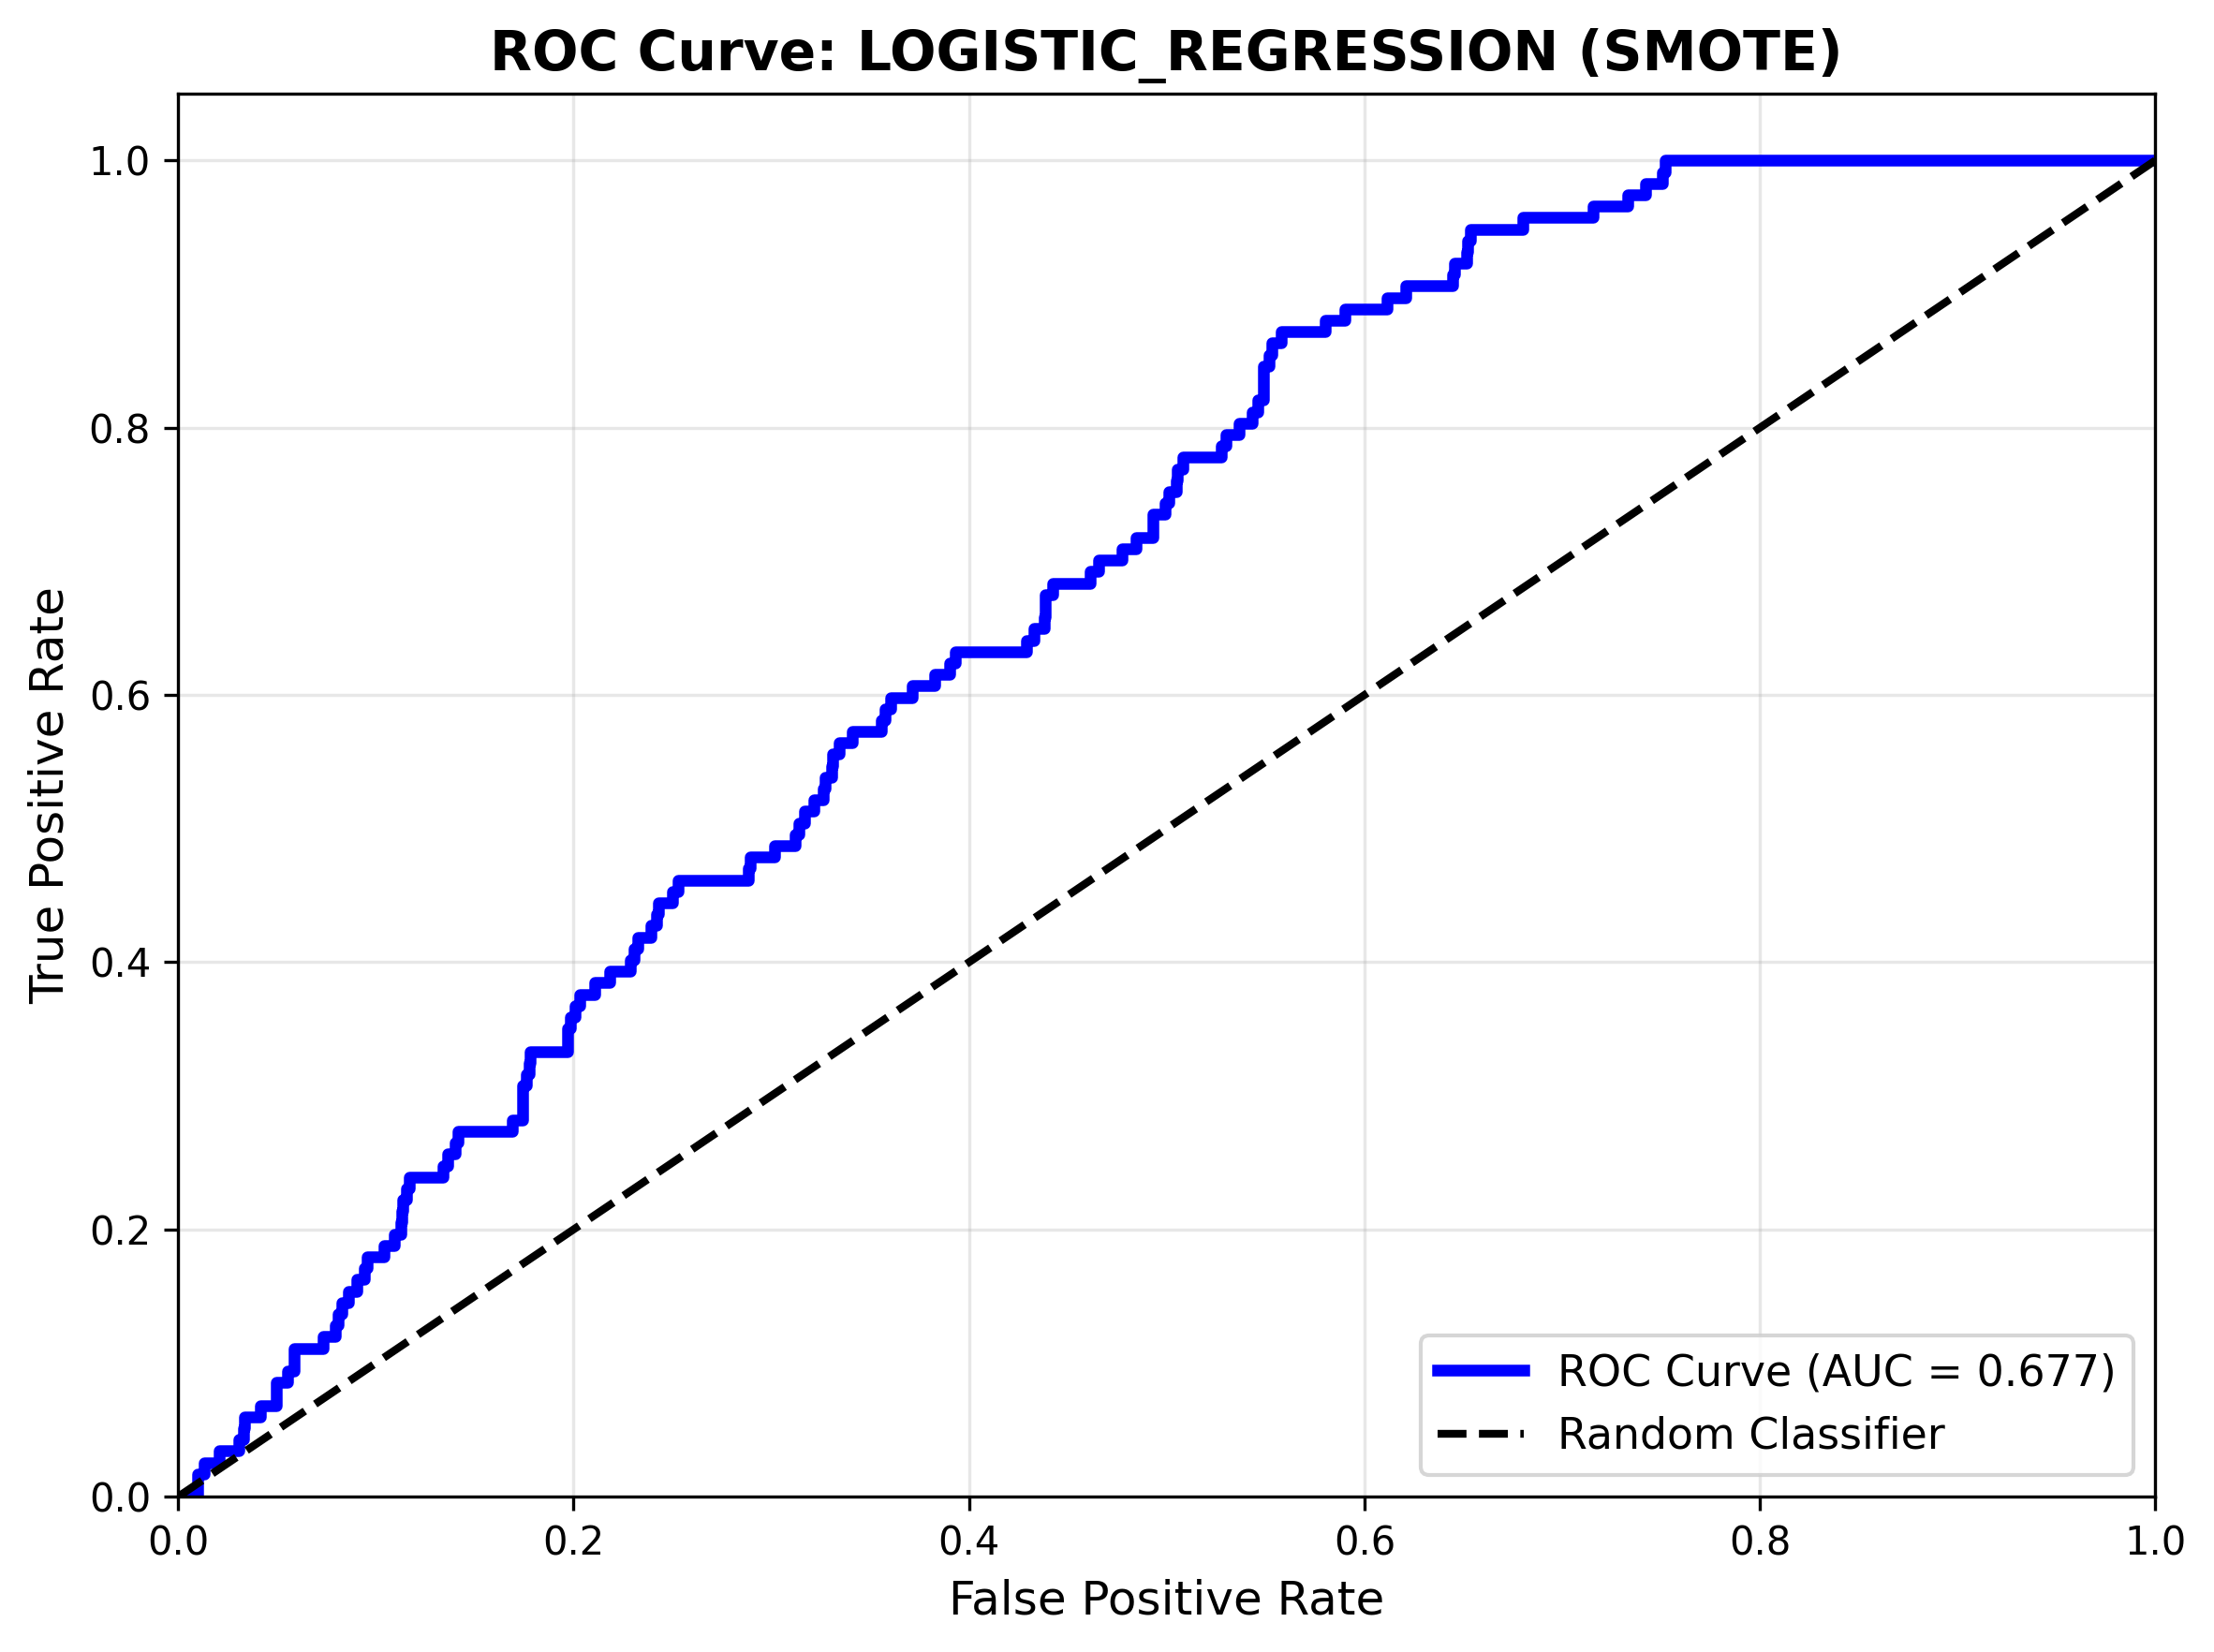 ROC Curve: LOGISTIC_REGRESSION (SMOTE)
True Positive Rate
1.0
0.8
0.6
0.4
0.2
0.0
ROC Curve (AUC = 0.677)
Random Classifier
0.0 0.2 0.4 0.6 0.8 1.0
False Positive Rate